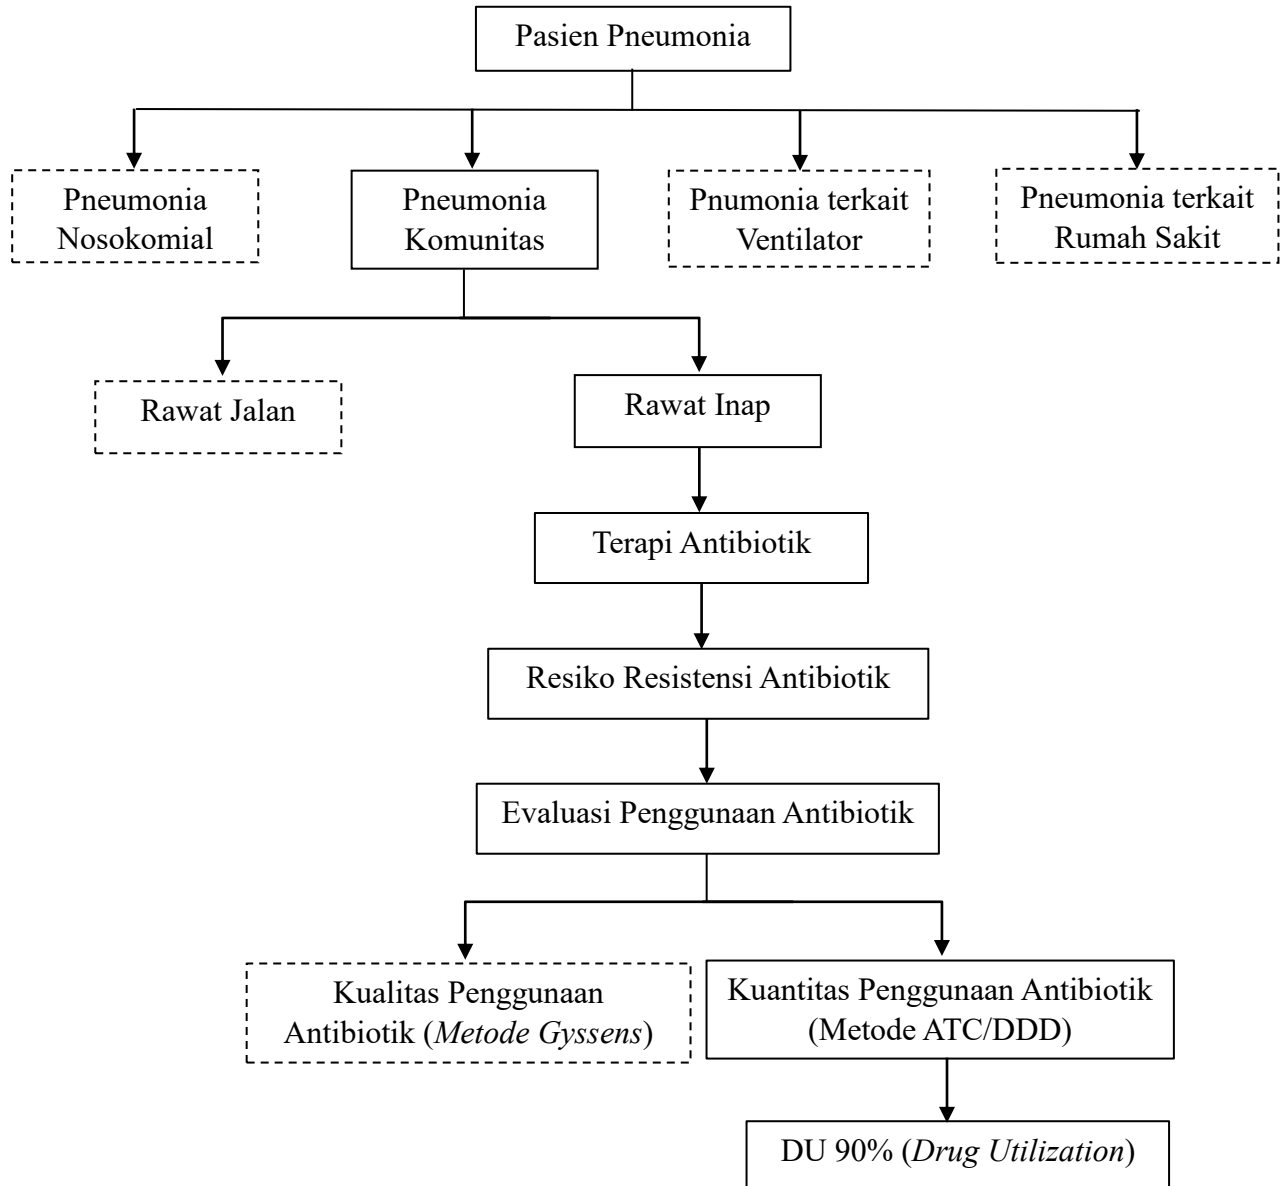 Pasien Pneumonia
Pneumonia
Nosokomial
Pneumonia
Komunitas
Pnumonia terkait
Ventilator
Pneumonia terkait
Rumah Sakit
Rawat Jalan
Rawat Inap
Terapi Antibiotik
Resiko Resistensi Antibiotik
Evaluasi Penggunaan Antibiotik
Kualitas Penggunaan
Antibiotik (Metode Gyssens)
Kuantitas Penggunaan Antibiotik
(Metode ATC/DDD)
DU 90% (Drug Utilization)